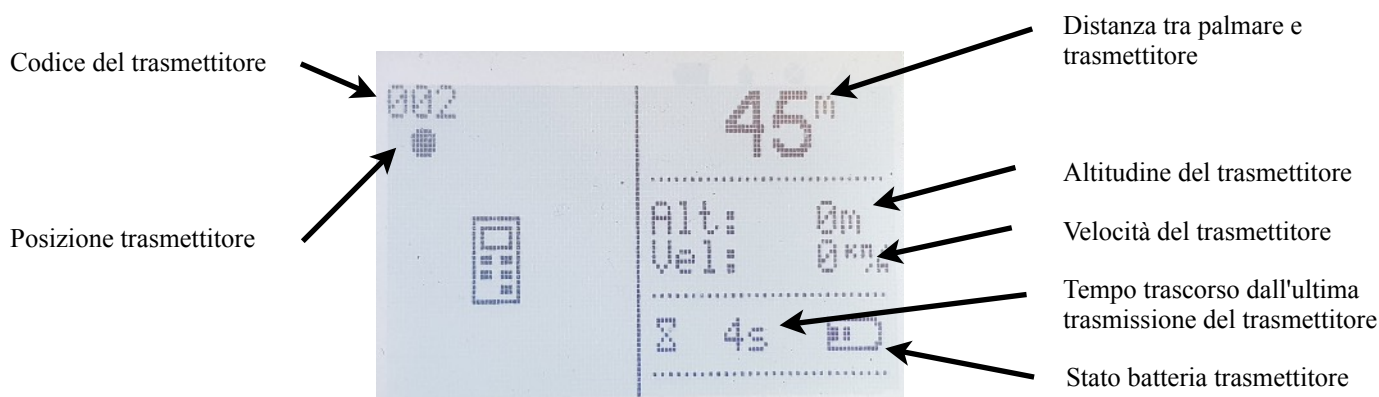 Codice del trasmettitore
Posizione trasmettitore
002
45m
Alt: 0m
Vel: 0Km/h
4s
Distanza tra palmare e
trasmettitore
Altitudine del trasmettitore
Velocità del trasmettitore
Tempo trascorso dall'ultima
trasmissione del trasmettitore
Stato batteria trasmettitore